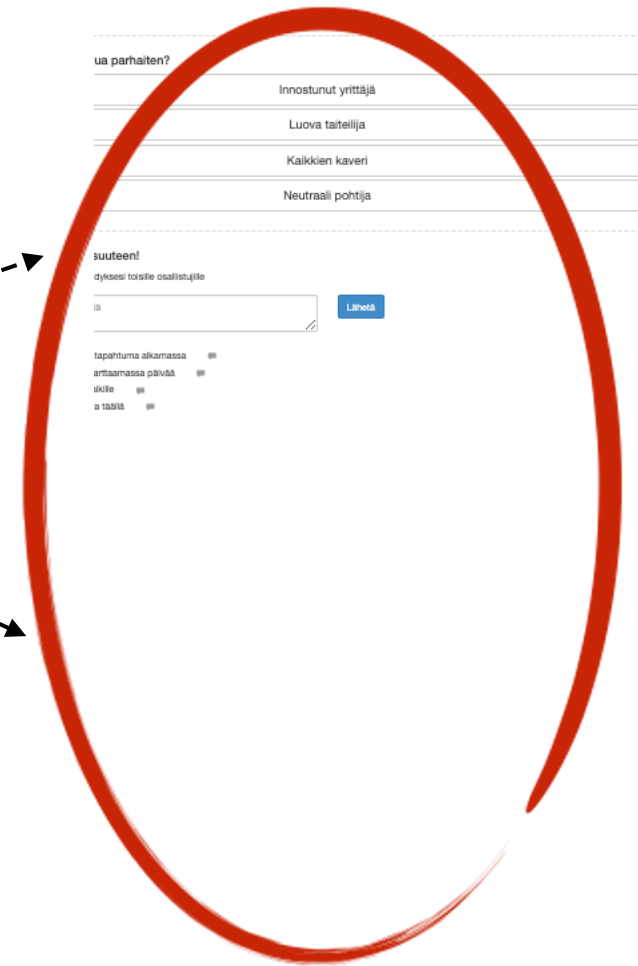 ua parhaiten?
Innostunut yrittäjä
Luova taiteilija
Kaikkien kaveri
Neutraali pohtija
suuteen!
dyksesi toisille osallistujille
Lähetä
tapahtuma alkamassa
arttaamassa päivää
aikille
a täällä